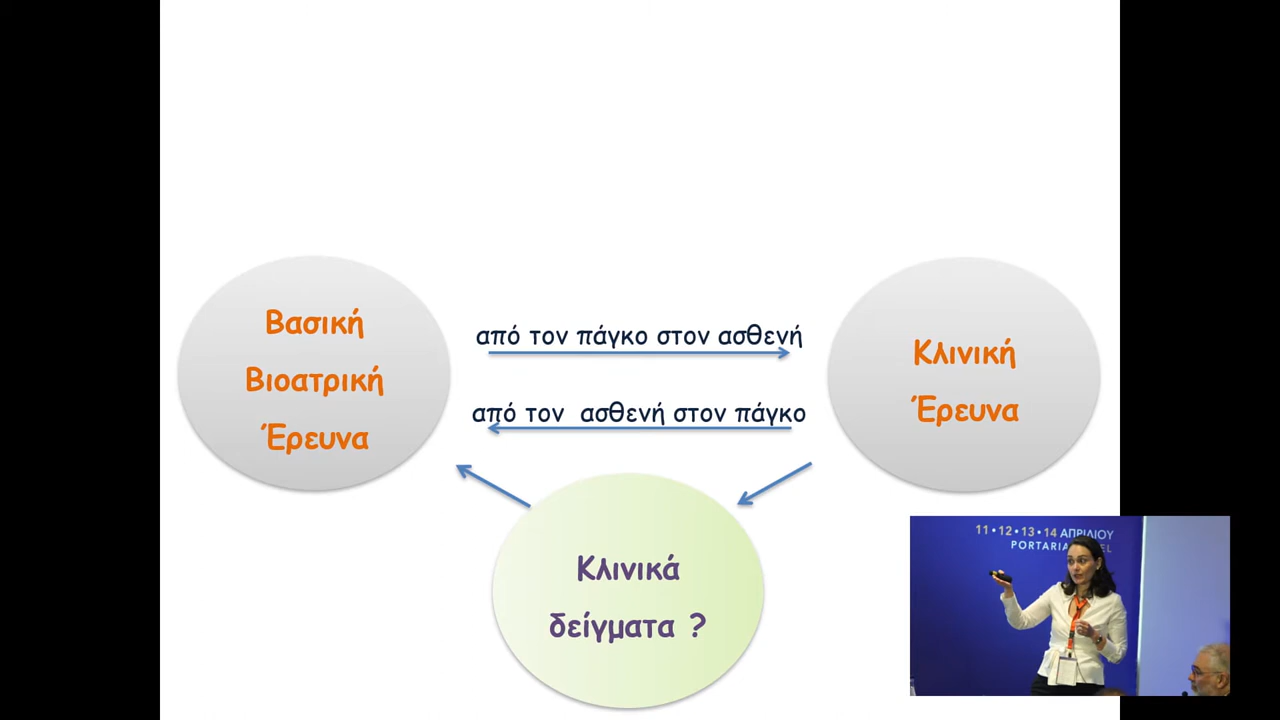 Βασική
Βιοατρική
Έρευνα
από τον πάγκο στον ασθενή
από τον ασθενή στον πάγκο
Κλινική
Έρευνα
Κλινικά
δείγματα ?
11 • 12 • 13 • 14 ΑΠΡΙΛΙΟΥ
PORTARIA